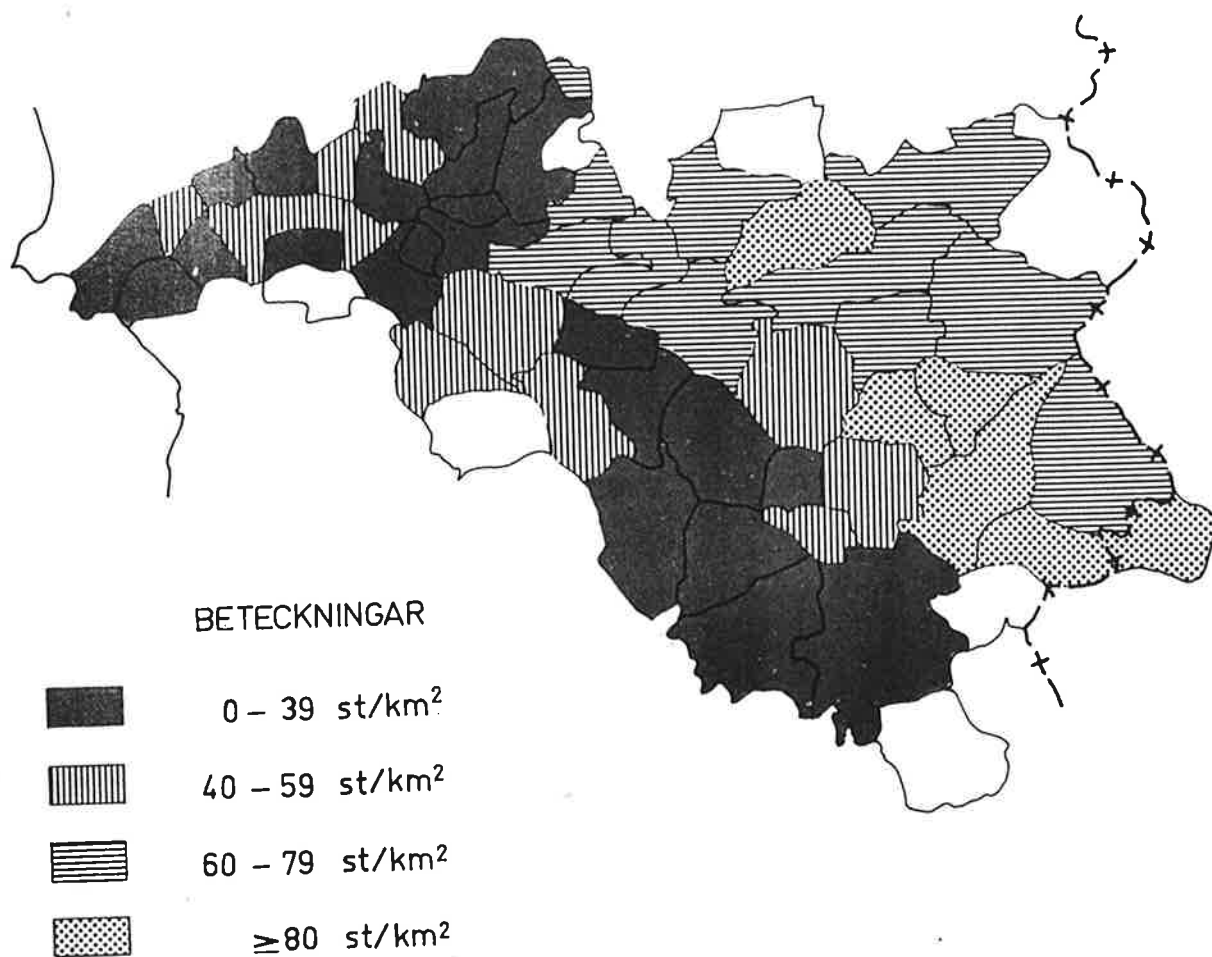 BETECKNINGAR
0 – 39 st/km²
40 – 59 st/km²
60 – 79 st/km²
≥80 st/km²